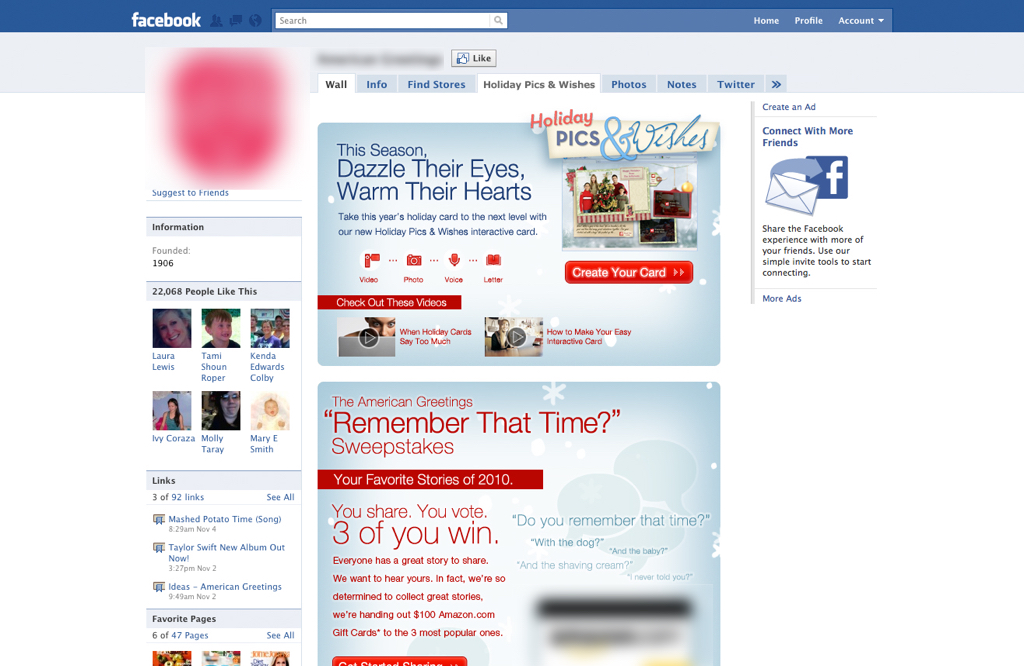 facebook
Search
Home Profile Account
Like
Wall Info Find Stores Holiday Pics & Wishes Photos Notes Twitter »
Suggest to Friends
Information
Founded:
1906
22,068 People Like This
Laura
Lewis
Tami
Shoun
Roper
Kenda
Edwards
Colby
Ivy Coraza
Molly
Taray
Mary E
Smith
Links
3 of 92 links See All
Mashed Potato Time (Song)
8:29am Nov 4
Taylor Swift New Album Out
Now!
3:27pm Nov 2
Ideas - American Greetings
9:49am Nov 2
Favorite Pages
6 of 47 Pages See All
Holiday
PICS & Wishes
This Season,
Dazzle Their Eyes,
Warm Their Hearts
Take this year's holiday card to the next level with
our new Holiday Pics & Wishes interactive card.
Video ... Photo ... Voice ... Letter
Create Your Card
Check Out These Videos
When Holiday Cards
Say Too Much
How to Make Your Easy
Interactive Card
The American Greetings
“Remember That Time?”
Sweepstakes
Your Favorite Stories of 2010.
You share. You vote.
3 of you win.
Everyone has a great story to share.
We want to hear yours. In fact, we're so
determined to collect great stories,
we're handing out $100 Amazon.com
Gift Cards* to the 3 most popular ones.
Get Started Sharing
“Do you remember that time?”
“With the dog?”
“And the baby?”
“And the shaving cream?”
“I never told you?”
Create an Ad
Connect With More
Friends
Share the Facebook
experience with more of
your friends. Use our
simple invite tools to start
connecting.
More Ads